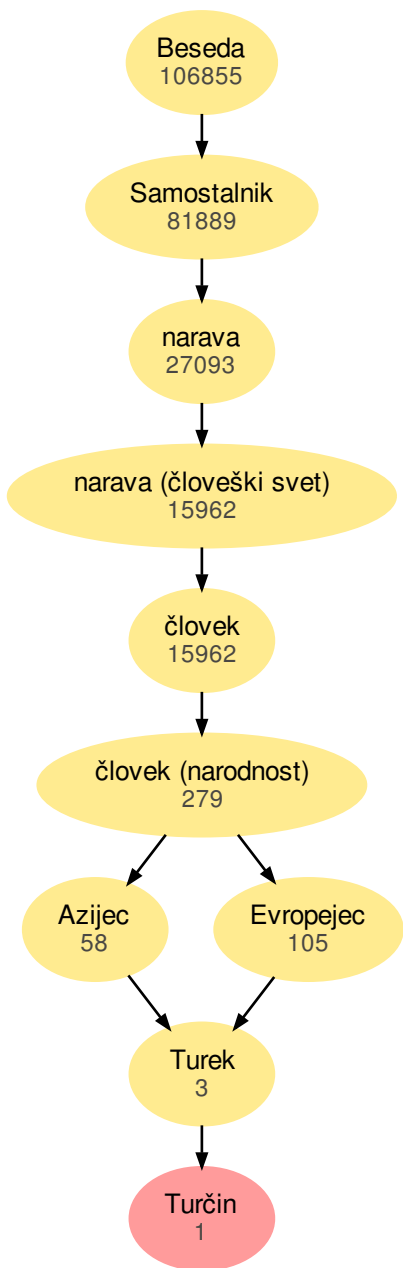 Beseda
106855
Samostalnik
81889
narava
27093
narava (človeški svet)
15962
človek
15962
človek (narodnost)
279
Azijec
58
Evropejec
105
Turek
3
Turčin
1